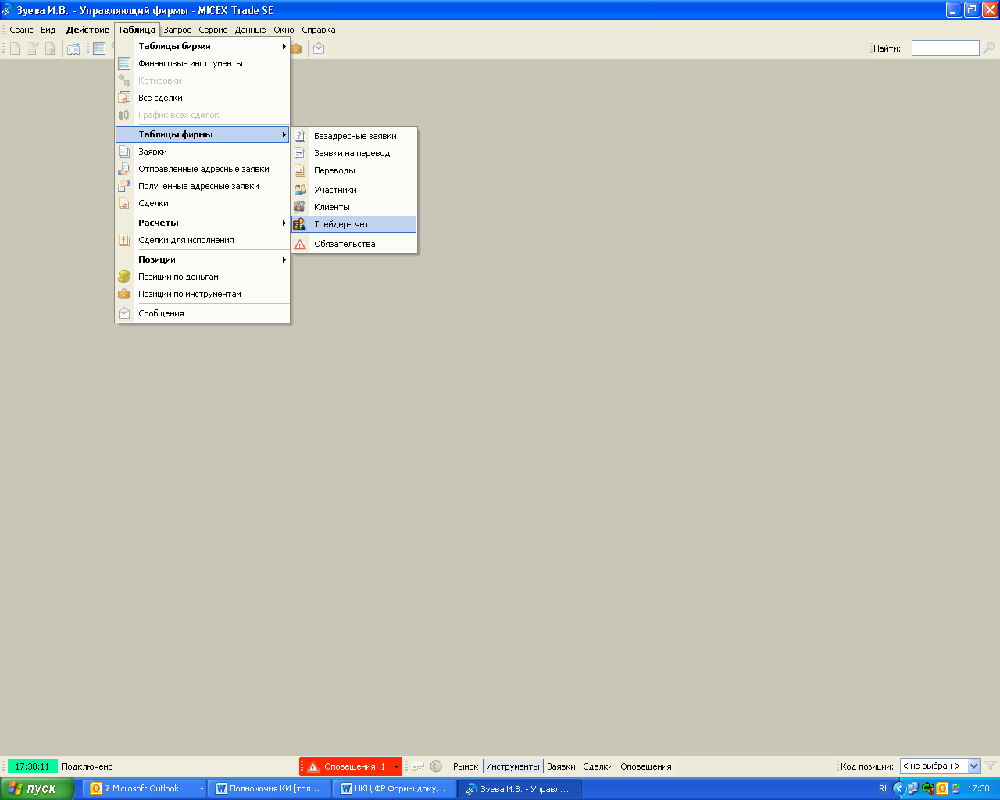 Зуева И.В. - Управляющий фирмы - MICEX Trade SE
Сеанс Вид Действие Таблица Запрос Сервис Данные Окно Справка
Найти:
Таблицы биржи
Финансовые инструменты
Котировки
Все сделки
График всех сделок
Таблицы фирмы
Заявки
Отправленные адресные заявки
Полученные адресные заявки
Сделки
Расчеты
Сделки для исполнения
Позиции
Позиции по деньгам
Позиции по инструментам
Сообщения
Безадресные заявки
Заявки на перевод
Переводы
Участники
Клиенты
Трейдер-счет
Обязательства
17:30:11 Подключено Оповещения: 1 Рынок Инструменты Заявки Сделки Оповещения Код позиции: < не выбран >
пуск 7 Microsoft Outlook Полномочия КИ [тол... НКЦ ФР Формы доку... Зуева И.В. - Управл... RL 17:30